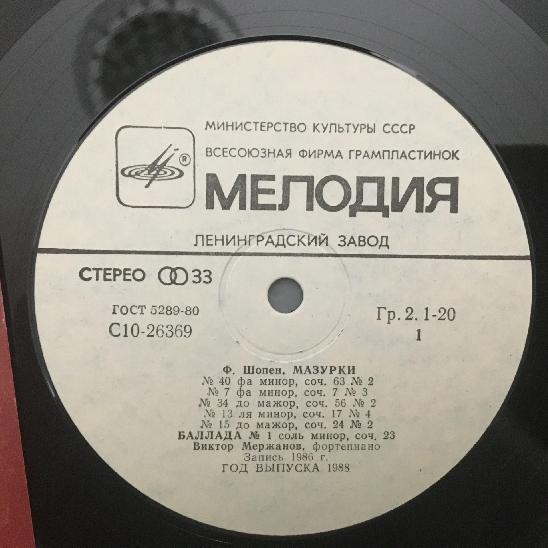 МИНИСТЕРСТВО КУЛЬТУРЫ СССР
ВСЕСОЮЗНАЯ ФИРМА ГРАМПЛАСТИНОК
®
МЕЛОДИЯ
ЛЕНИНГРАДСКИЙ ЗАВОД
СТЕРЕО 33
ГОСТ 5289-80
С10-26369
Гр. 2. 1-20
1
Ф. Шопен. МАЗУРКИ
№ 40 фа минор, соч. 63 № 2
№ 7 фа минор, соч. 7 № 3
№ 34 до мажор, соч. 56 № 2
№ 13 ля минор, соч. 17 № 4
№ 15 до мажор, соч. 24 № 2
БАЛЛАДА № 1 соль минор, соч. 23
Виктор Мержанов, фортепиано
Запись 1986 г.
ГОД ВЫПУСКА 1988